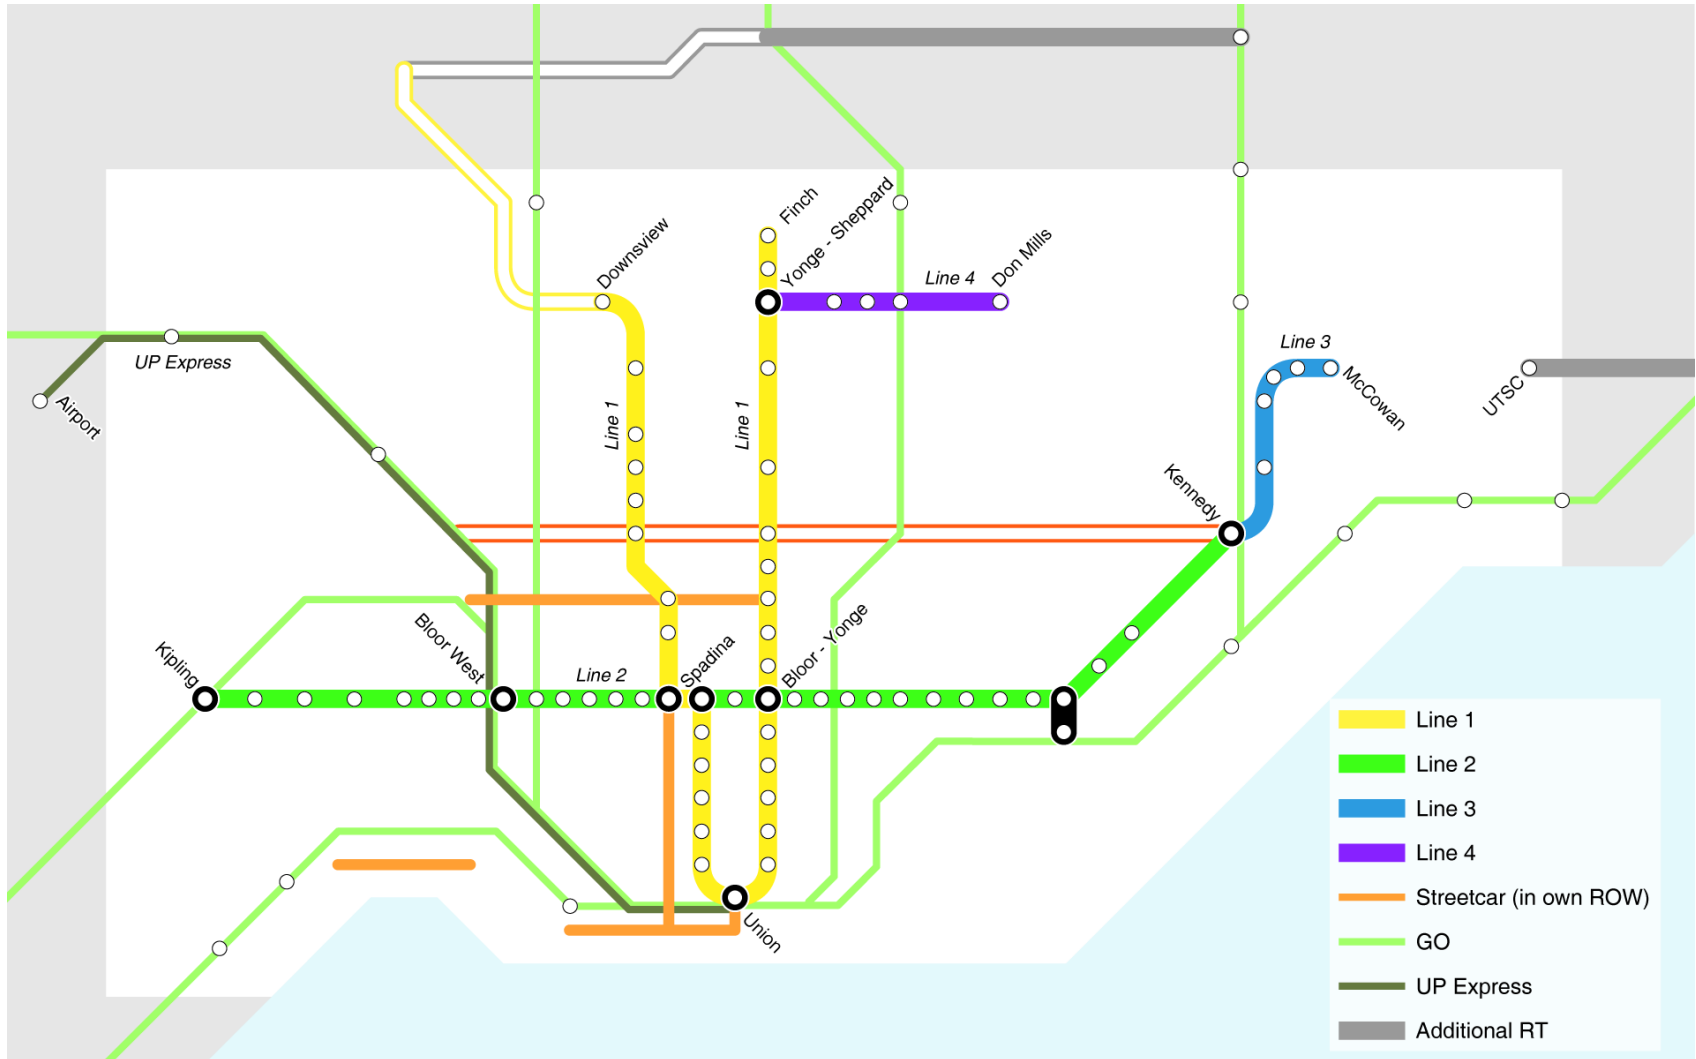 Finch
Yonge - Sheppard
Downsview
Don Mills
Line 4
Line 3
UP Express
McCowan
UTSC
Airport
Line 1
Line 1
Kennedy
Bloor - Yonge
Bloor West
Spadina
Kipling
Line 2
Union
Line 1
Line 2
Line 3
Line 4
Streetcar (in own ROW)
GO
UP Express
Additional RT